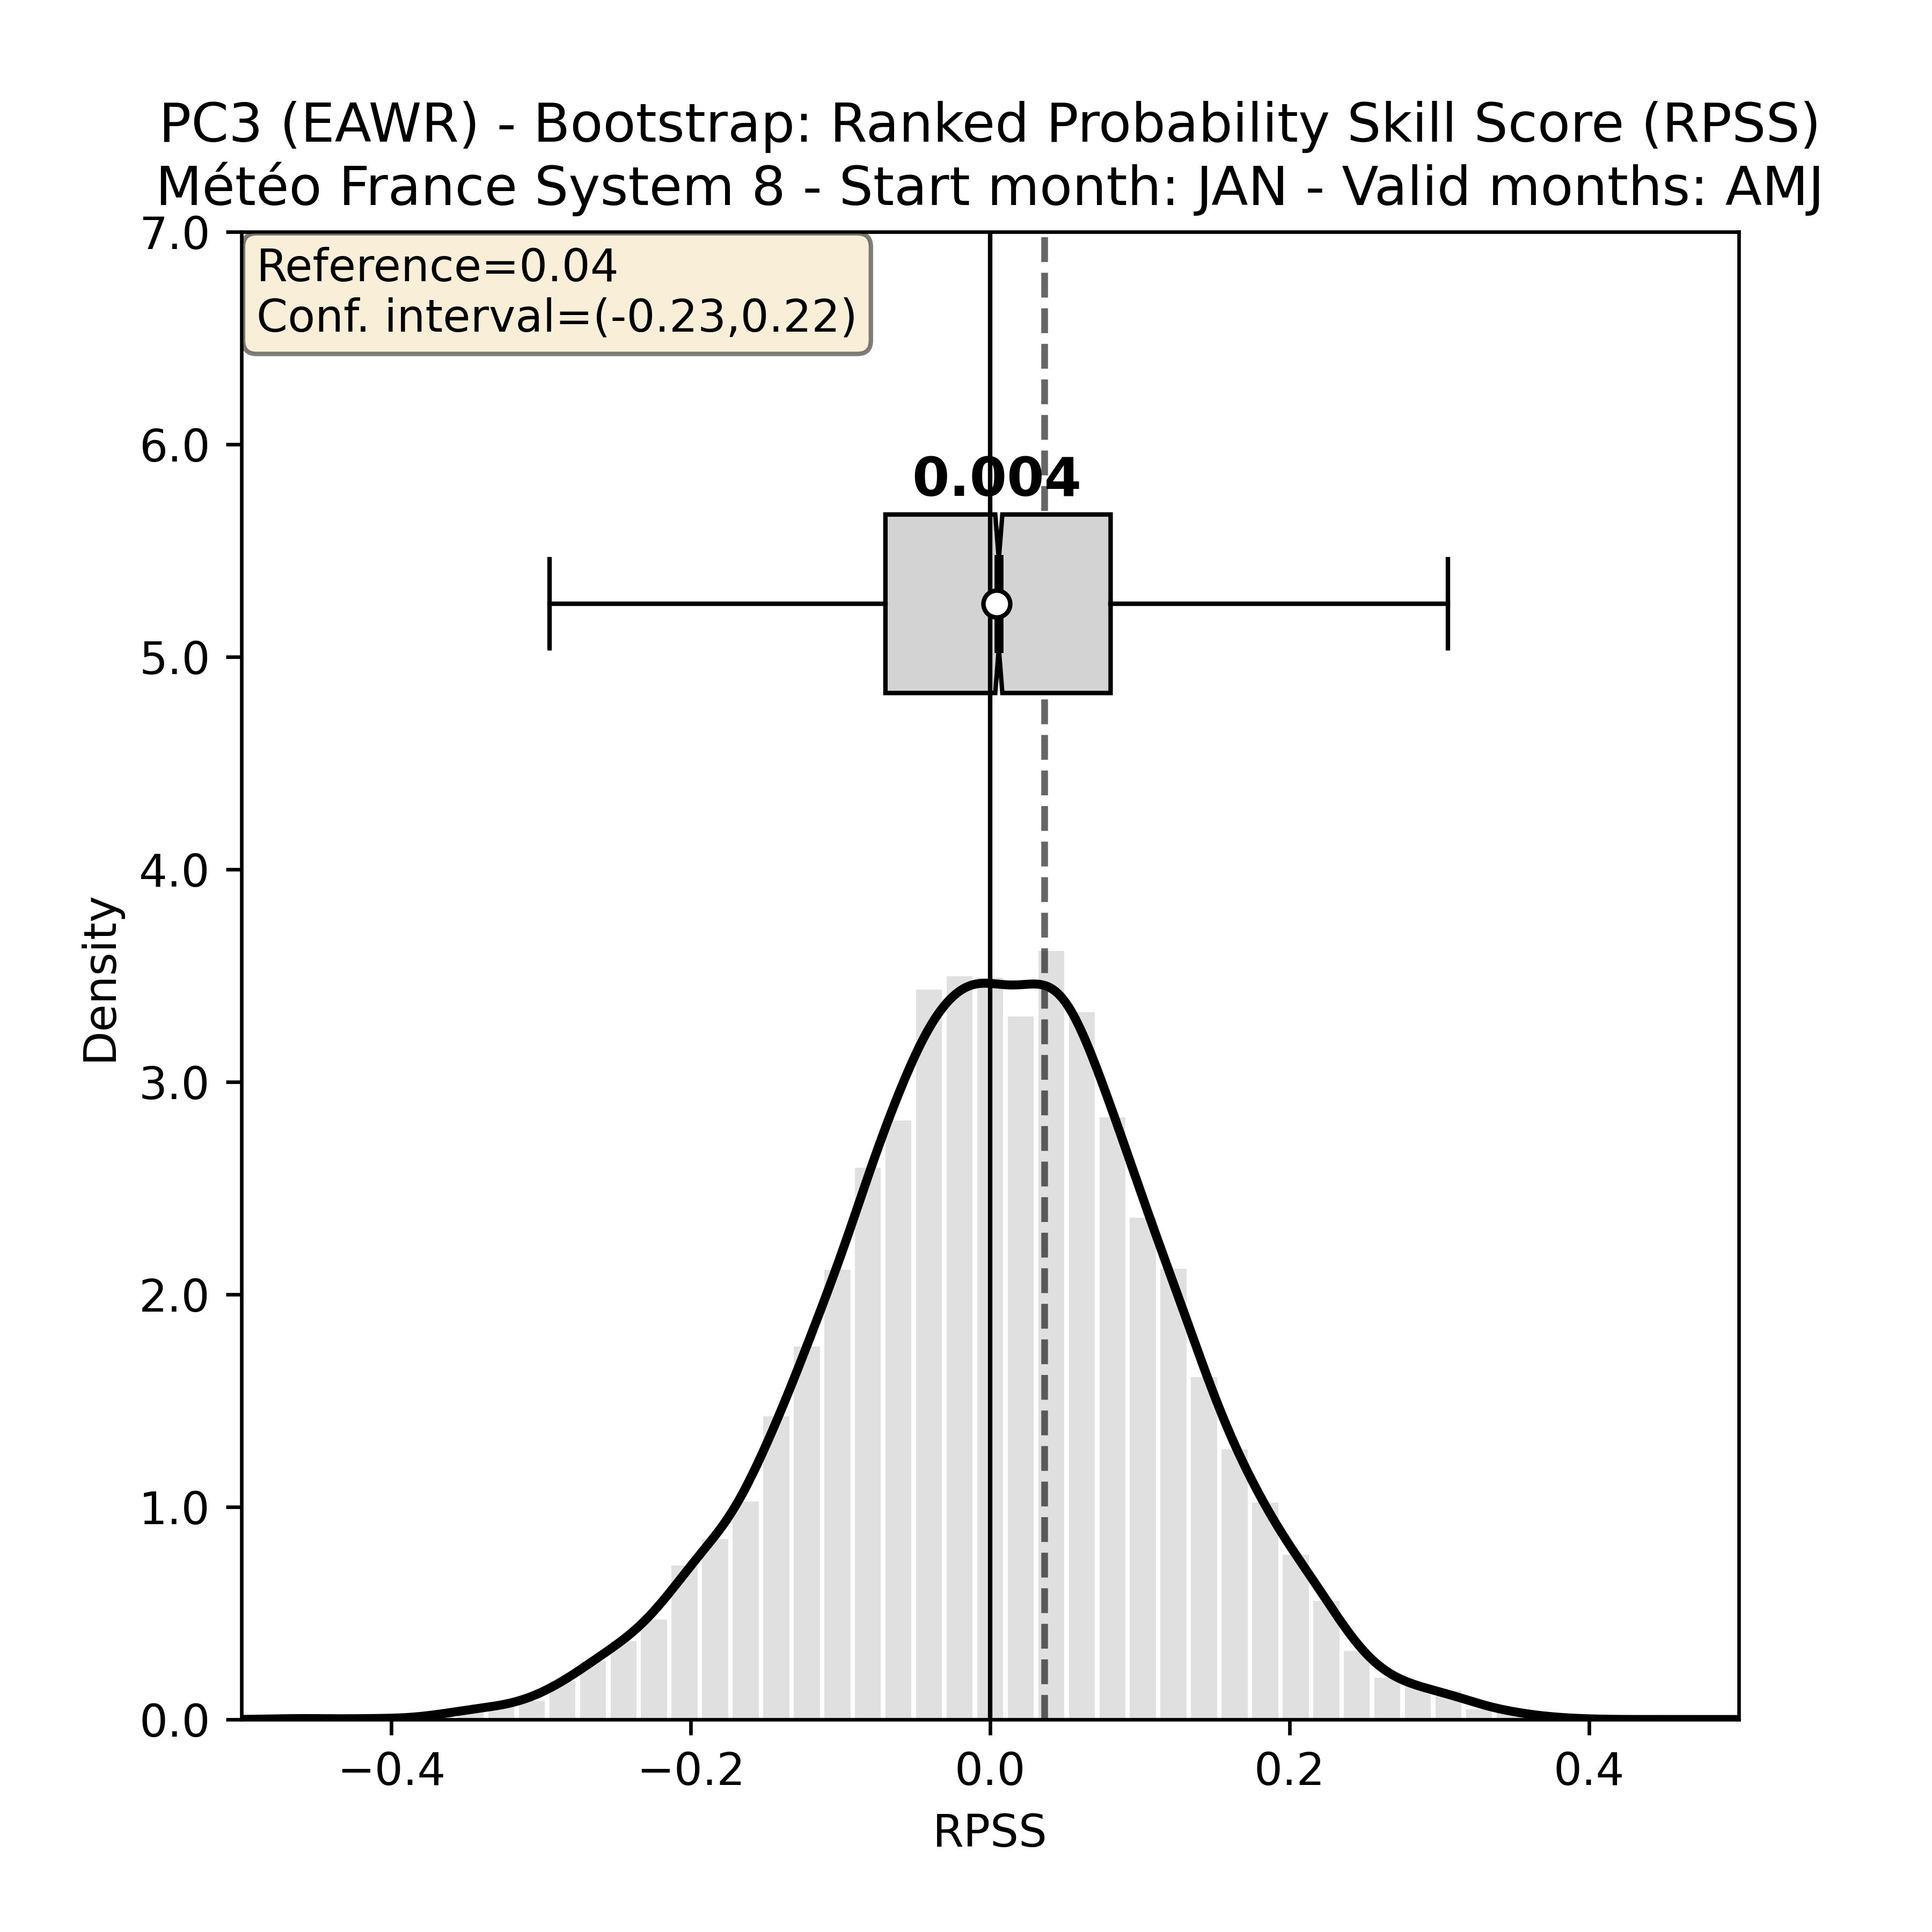 PC3 (EAWR) - Bootstrap: Ranked Probability Skill Score (RPSS)
Météo France System 8 - Start month: JAN - Valid months: AMJ
Reference=0.04
Conf. interval=(-0.23,0.22)
0.004
7.0
6.0
5.0
4.0
3.0
2.0
1.0
0.0
Density
−0.4
−0.2
0.0
0.2
0.4
RPSS